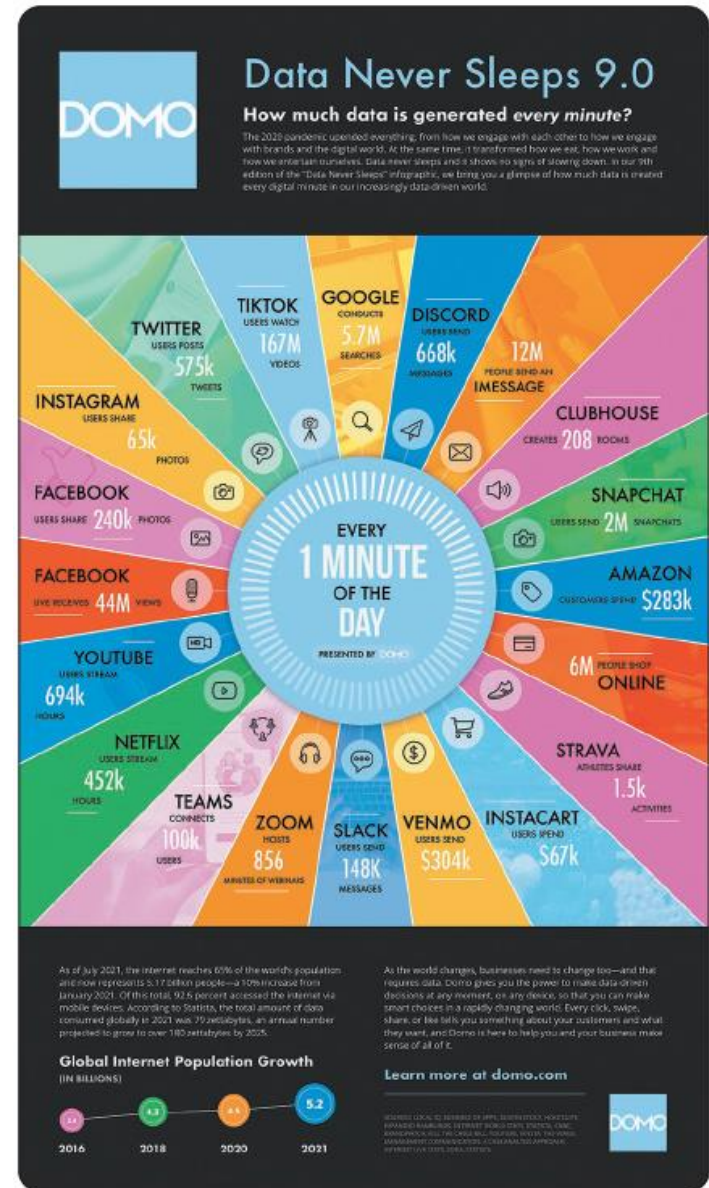 DOMO
Data Never Sleeps 9.0
How much data is generated every minute?
The 2020 pandemic upended everything, from how we engage with each other to how we engage
with brands and the digital world. At the same time, it transformed how we eat, how we work and
how we entertain ourselves. Data never sleeps and it shows no signs of slowing down. In our 9th
edition of the "Data Never Sleeps" infographic, we bring you a glimpse of how much data is created
every digital minute in our increasingly data-driven world.
GOOGLE
CONDUCTS
5.7M
SEARCHES
DISCORD
USERS SEND
668k
MESSAGES
12M
PEOPLE SEND AN
IMESSAGE
CLUBHOUSE
CREATES 208 ROOMS
SNAPCHAT
USERS SEND 2M SNAPCHATS
AMAZON
CUSTOMERS SPEND $283k
6M PEOPLE SHOP
ONLINE
STRAVA
ATHLETES SHARE
1.5k
ACTIVITIES
INSTACART
USERS SPEND
$67k
VENMO
USERS SEND
$304k
SLACK
USERS SEND
148K
MESSAGES
ZOOM
HOSTS
856
MINUTES OF WEBINARS
TEAMS
CONNECTS
100k
USERS
NETFLIX
USERS STREAM
452k
HOURS
YOUTUBE
USERS STREAM
694k
HOURS
FACEBOOK
LIVE RECEIVES 44M VIEWS
FACEBOOK
USERS SHARE 240k PHOTOS
INSTAGRAM
USERS SHARE
65k
PHOTOS
TWITTER
USERS POSTS
575k
TWEETS
TIKTOK
USERS WATCH
167M
VIDEOS
EVERY
1 MINUTE
OF THE
DAY
PRESENTED BY DOMO
As of July 2021, the internet reaches 65% of the world's population
and now represents 5.17 billion people—a 10% increase from
January 2021. Of this total, 92.6 percent accessed the internet via
mobile devices. According to Statista, the total amount of data
consumed globally in 2021 was 79 zettabytes, an annual number
projected to grow to over 180 zettabytes by 2025.
Global Internet Population Growth
(IN BILLIONS)
5.2
2016 2018 2020 2021
As the world changes, businesses need to change too—and that
requires data. Domo gives you the power to make data-driven
decisions at any moment, on any device, so that you can make
smart choices in a rapidly changing world. Every click, swipe,
share, or like tells you something about your customers and what
they want, and Domo is here to help you and your business make
sense of all of it.
Learn more at domo.com
DOMO